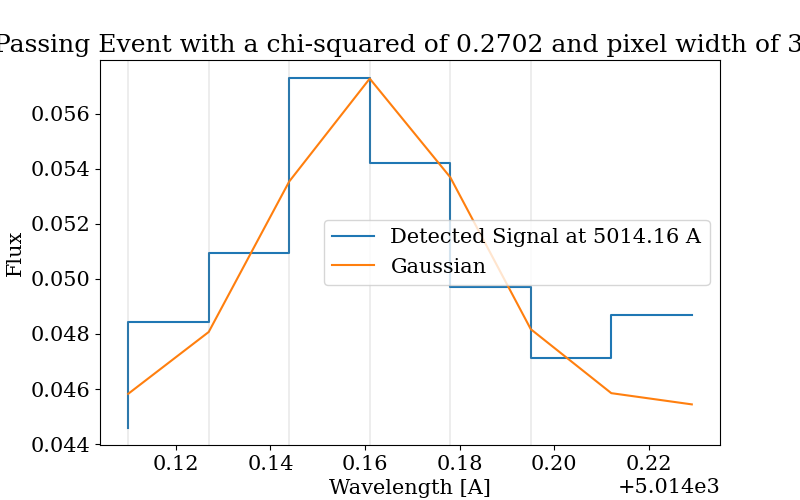 Passing Event with a chi-squared of 0.2702 and pixel width of 3
Flux
0.056
0.054
0.052
0.050
0.048
0.046
0.044
Detected Signal at 5014.16 A
Gaussian
0.12 0.14 0.16 0.18 0.20 0.22
Wavelength [A]
+5.014e3